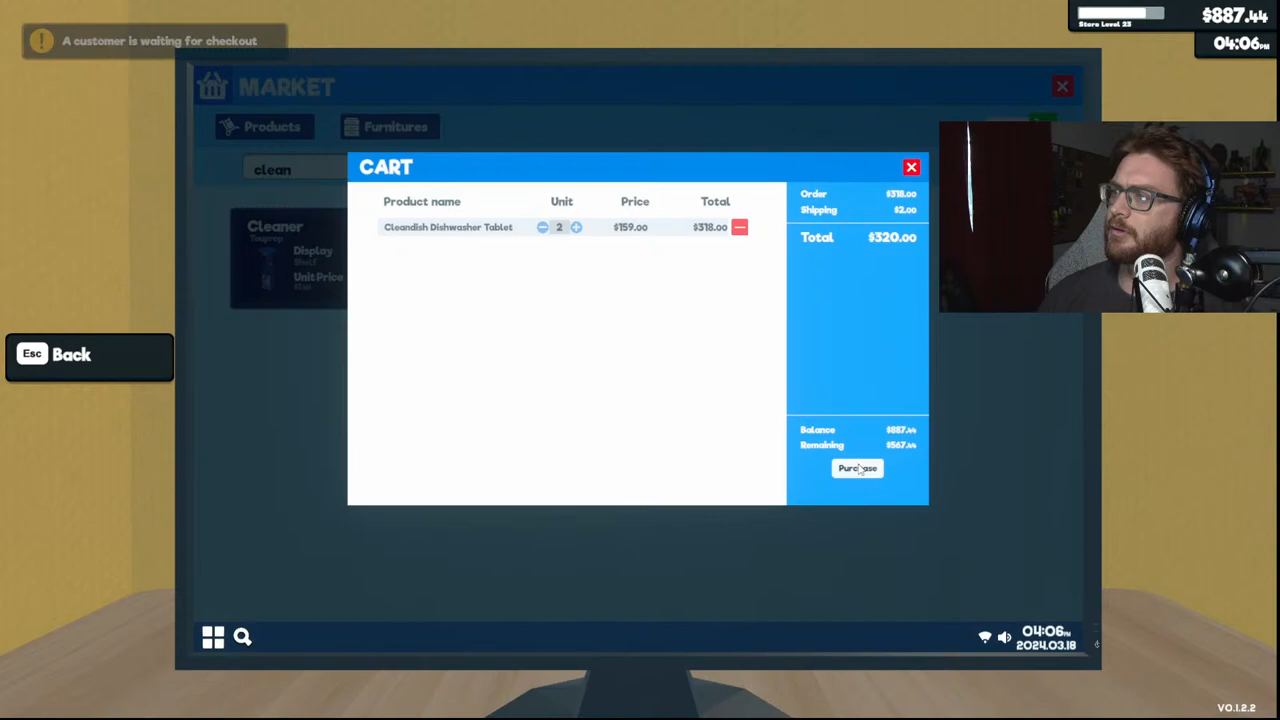 A customer is waiting for checkout
Store Level 23
$887.44
04:06PM
MARKET
Products
Furnitures
clean
CART
Product name
Unit
Price
Total
Cleandish Dishwasher Tablet
2
$159.00
$318.00
Order
$318.00
Shipping
$2.00
Total
$320.00
Balance
$887.44
Remaining
$567.44
Purchase
Cleaner
Display
Shelf
Unit Price
Esc
Back
04:06PM
2024.03.18
V0.1.2.2